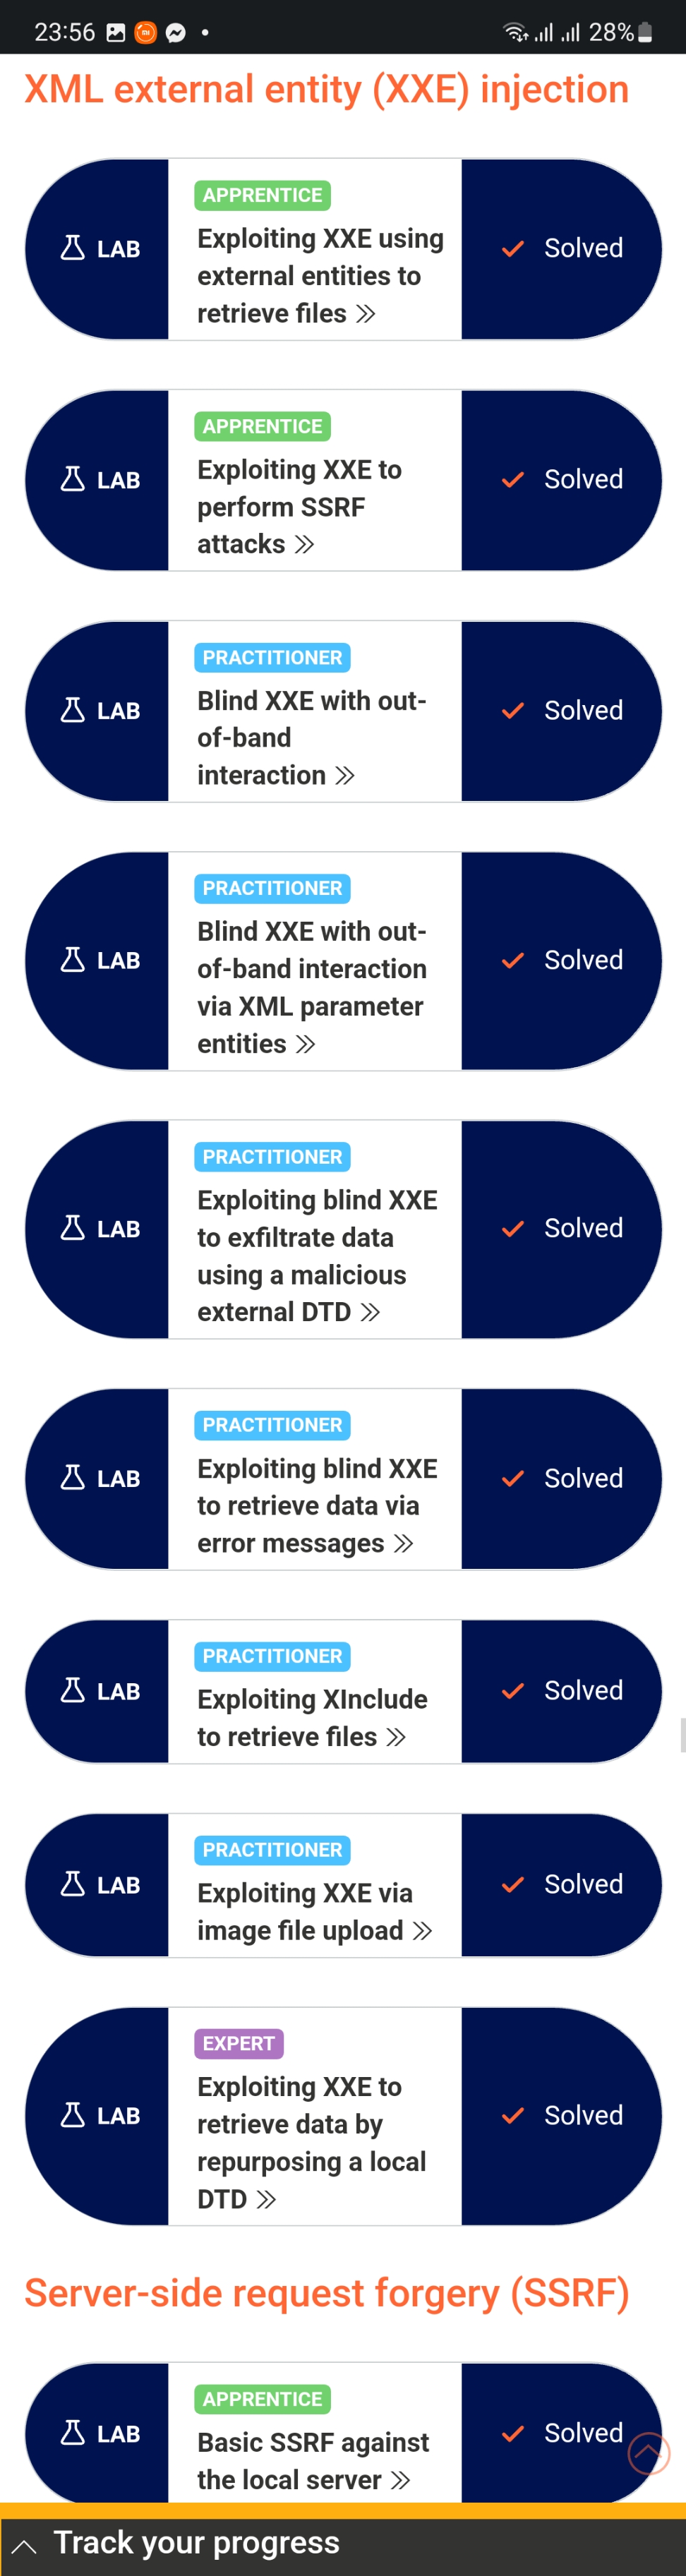 23:56
28%
XML external entity (XXE) injection
LAB
APPRENTICE
Exploiting XXE using
external entities to
retrieve files
Solved
LAB
APPRENTICE
Exploiting XXE to
perform SSRF
attacks
Solved
LAB
PRACTITIONER
Blind XXE with out-
of-band
interaction
Solved
LAB
PRACTITIONER
Blind XXE with out-
of-band interaction
via XML parameter
entities
Solved
LAB
PRACTITIONER
Exploiting blind XXE
to exfiltrate data
using a malicious
external DTD
Solved
LAB
PRACTITIONER
Exploiting blind XXE
to retrieve data via
error messages
Solved
LAB
PRACTITIONER
Exploiting XInclude
to retrieve files
Solved
LAB
PRACTITIONER
Exploiting XXE via
image file upload
Solved
LAB
EXPERT
Exploiting XXE to
retrieve data by
repurposing a local
DTD
Solved
Server-side request forgery (SSRF)
LAB
APPRENTICE
Basic SSRF against
the local server
Solved
Track your progress